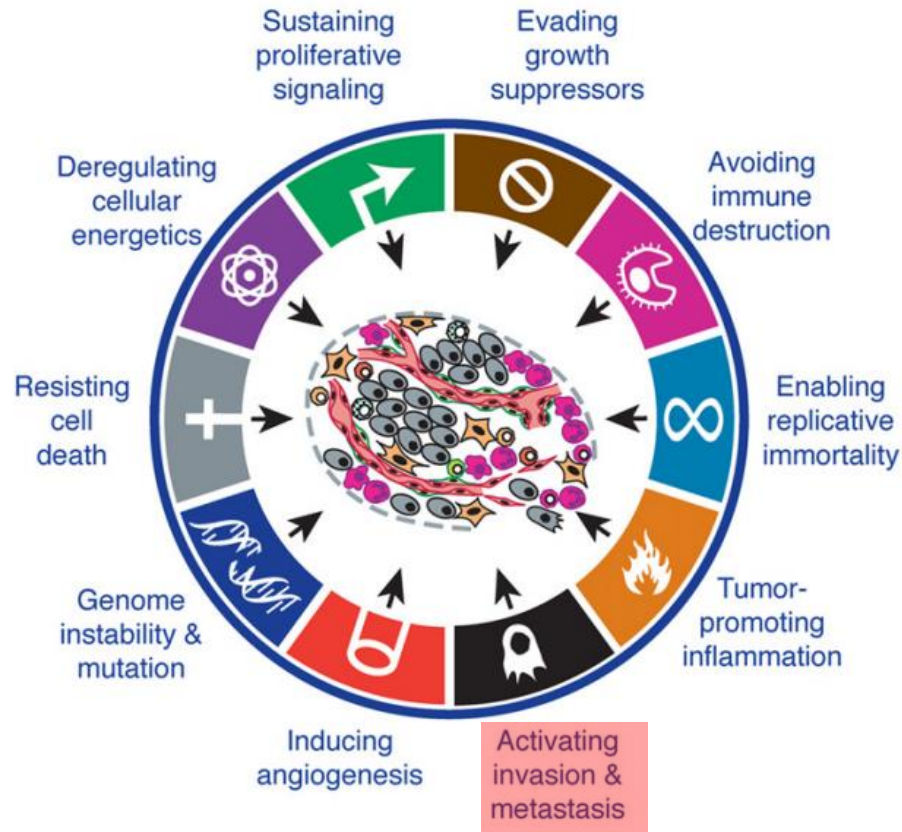 Sustaining
proliferative
signaling
Evading
growth
suppressors
Deregulating
cellular
energetics
Avoiding
immune
destruction
Resisting
cell
death
Enabling
replicative
immortality
Genome
instability &
mutation
Tumor-
promoting
inflammation
Inducing
angiogenesis
Activating
invasion &
metastasis